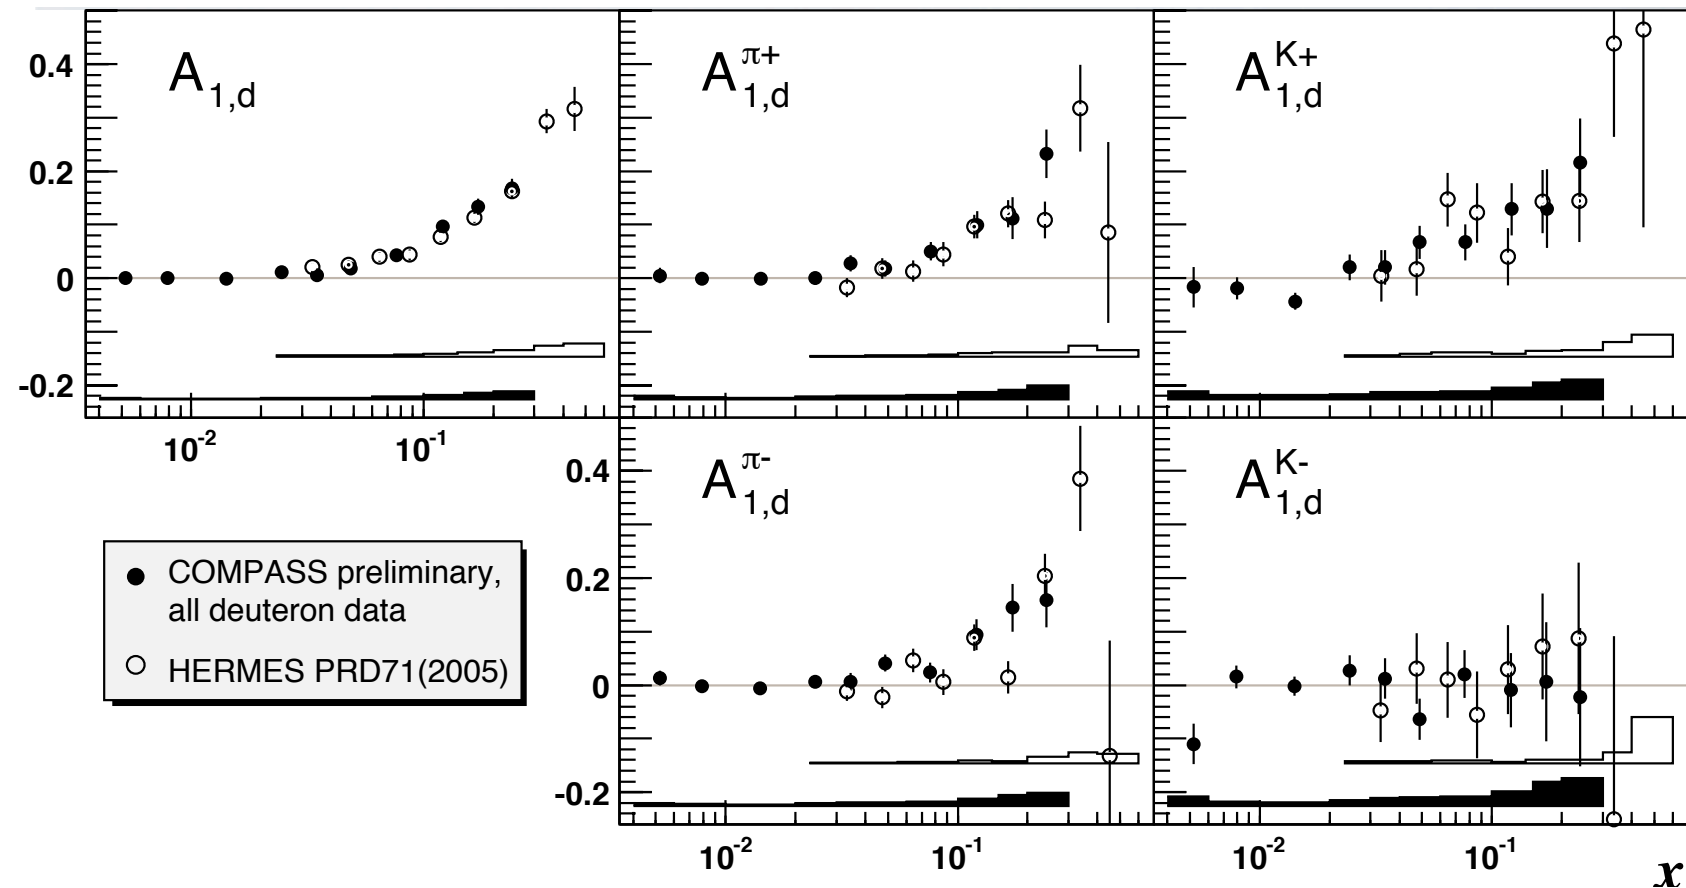 A1,d
Aπ+1,d
AK+1,d
0.4
0.2
0
-0.2
10-2
10-1
Aπ-1,d
AK-1,d
0.4
0.2
0
-0.2
COMPASS preliminary,
all deuteron data
HERMES PRD71(2005)
10-2
10-1
10-2
10-1
x